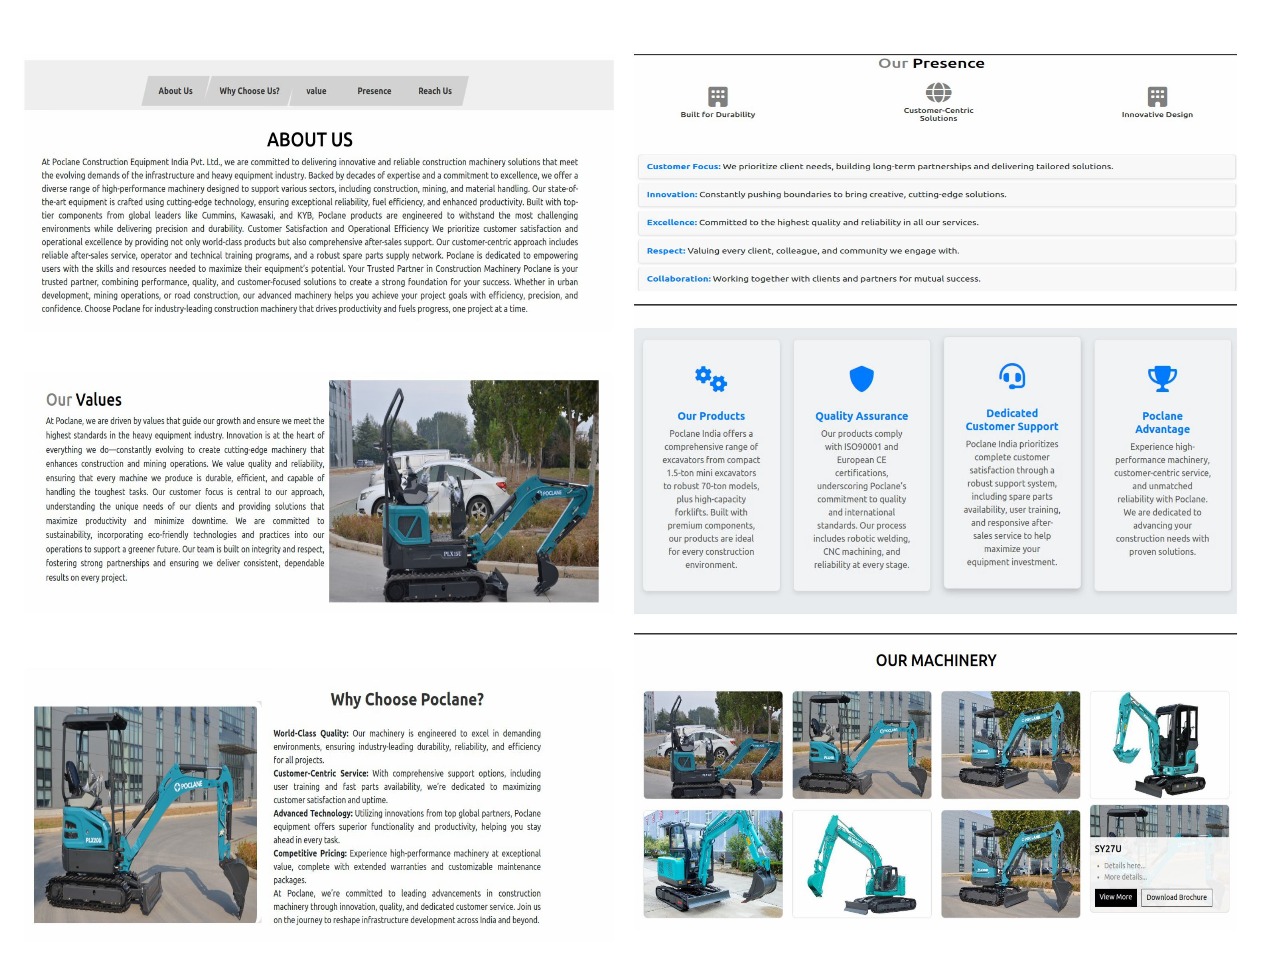 About Us
Why Choose Us?
value
Presence
Reach Us
ABOUT US
At Poclane Construction Equipment India Pvt. Ltd., we are committed to delivering innovative and reliable construction machinery solutions that meet
the evolving demands of the infrastructure and heavy equipment industry. Backed by decades of expertise and a commitment to excellence, we offer a
diverse range of high-performance machinery designed to support various sectors, including construction, mining, and material handling. Our state-of-
the-art equipment is crafted using cutting-edge technology, ensuring exceptional reliability, fuel efficiency, and enhanced productivity. Built with top-
tier components from global leaders like Cummins, Kawasaki, and KYB, Poclane products are engineered to withstand the most challenging
environments while delivering precision and durability. Customer Satisfaction and Operational Efficiency We prioritize customer satisfaction and
operational excellence by providing not only world-class products but also comprehensive after-sales support. Our customer-centric approach includes
reliable after-sales service, operator and technical training programs, and a robust spare parts supply network. Poclane is dedicated to empowering
users with the skills and resources needed to maximize their equipment's potential. Your Trusted Partner in Construction Machinery Poclane is your
trusted partner, combining performance, quality, and customer-focused solutions to create a strong foundation for your success. Whether in urban
development, mining operations, or road construction, our advanced machinery helps you achieve your project goals with efficiency, precision, and
confidence. Choose Poclane for industry-leading construction machinery that drives productivity and fuels progress, one project at a time.
Our Values
At Poclane, we are driven by values that guide our growth and ensure we meet the
highest standards in the heavy equipment industry. Innovation is at the heart of
everything we do—constantly evolving to create cutting-edge machinery that
enhances construction and mining operations. We value quality and reliability,
ensuring that every machine we produce is durable, efficient, and capable of
handling the toughest tasks. Our customer focus is central to our approach,
understanding the unique needs of our clients and providing solutions that
maximize productivity and minimize downtime. We are committed to
sustainability, incorporating eco-friendly technologies and practices into our
operations to support a greener future. Our team is built on integrity and respect,
fostering strong partnerships and ensuring we deliver consistent, dependable
results on every project.
POCLANE
Why Choose Poclane?
World-Class Quality: Our machinery is engineered to excel in demanding
environments, ensuring industry-leading durability, reliability, and efficiency
for all projects.
Customer-Centric Service: With comprehensive support options, including
user training and fast parts availability, we're dedicated to maximizing
customer satisfaction and uptime.
Advanced Technology: Utilizing innovations from top global partners, Poclane
equipment offers superior functionality and productivity, helping you stay
ahead in every task.
Competitive Pricing: Experience high-performance machinery at exceptional
value, complete with extended warranties and customizable maintenance
packages.
At Poclane, we're committed to leading advancements in construction
machinery through innovation, quality, and dedicated customer service. Join us
on the journey to reshape infrastructure development across India and beyond.
POCLANE
Our Presence
Built for Durability
Customer-Centric
Solutions
Innovative Design
Customer Focus: We prioritize client needs, building long-term partnerships and delivering tailored solutions.
Innovation: Constantly pushing boundaries to bring creative, cutting-edge solutions.
Excellence: Committed to the highest quality and reliability in all our services.
Respect: Valuing every client, colleague, and community we engage with.
Collaboration: Working together with clients and partners for mutual success.
Our Products
Poclane India offers a
comprehensive range of
excavators from compact
1.5-ton mini excavators
to robust 70-ton models,
plus high-capacity
forklifts. Built with
premium components,
our products are ideal
for every construction
environment.
Quality Assurance
Our products comply
with ISO90001 and
European CE
certifications,
underscoring Poclane's
commitment to quality
and international
standards. Our process
includes robotic welding,
CNC machining, and
reliability at every stage.
Dedicated
Customer Support
Poclane India prioritizes
complete customer
satisfaction through a
robust support system,
including spare parts
availability, user training,
and responsive after-
sales service to help
maximize your
equipment investment.
Poclane
Advantage
Experience high-
performance machinery,
customer-centric service,
and unmatched
reliability with Poclane.
We are dedicated to
advancing your
construction needs with
proven solutions.
OUR MACHINERY
SY27U
• Details here...
• More details...
View More
Download Brochure